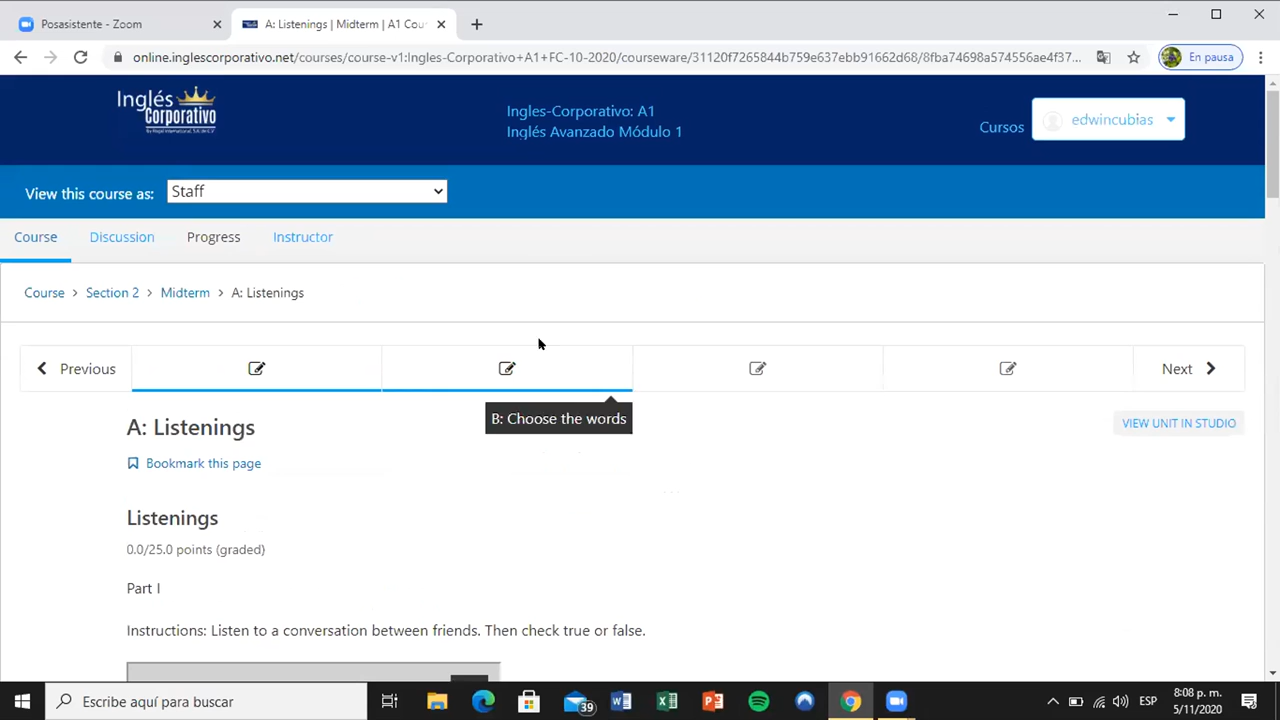 Posasistente - Zoom
A: Listenings | Midterm | A1 Cou
online.inglescorporativo.net/courses/course-v1:Ingles-Corporativo+A1+FC-10-2020/courseware/31120f7265844b759e637ebb91662d68/8fba74698a574556ae4f37...
En pausa
Inglés
Corporativo
Ingles-Corporativo: A1
Inglés Avanzado Módulo 1
Cursos
edwincubias
View this course as:
Staff
Course
Discussion
Progress
Instructor
Course > Section 2 > Midterm > A: Listenings
Previous
Next
A: Listenings
B: Choose the words
VIEW UNIT IN STUDIO
Bookmark this page
Listenings
0.0/25.0 points (graded)
Part I
Instructions: Listen to a conversation between friends. Then check true or false.
Escribe aquí para buscar
39
ESP
8:08 p. m.
5/11/2020